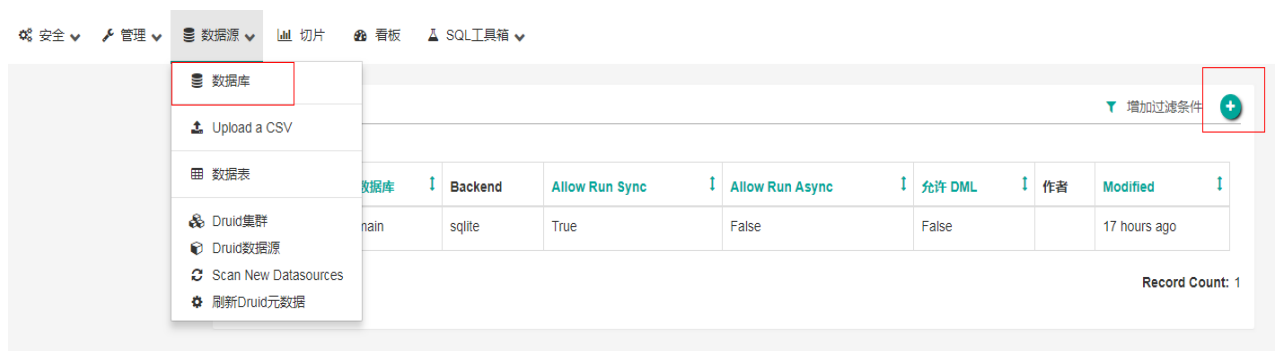 安全 管理 数据源 切片 看板 SQL工具箱
数据库
增加过滤条件
Upload a CSV
数据表
数据库 Backend Allow Run Sync Allow Run Async 允许 DML 作者 Modified
main sqlite True False False 17 hours ago
Druid集群
Druid数据源
Scan New Datasources
刷新Druid元数据
Record Count: 1